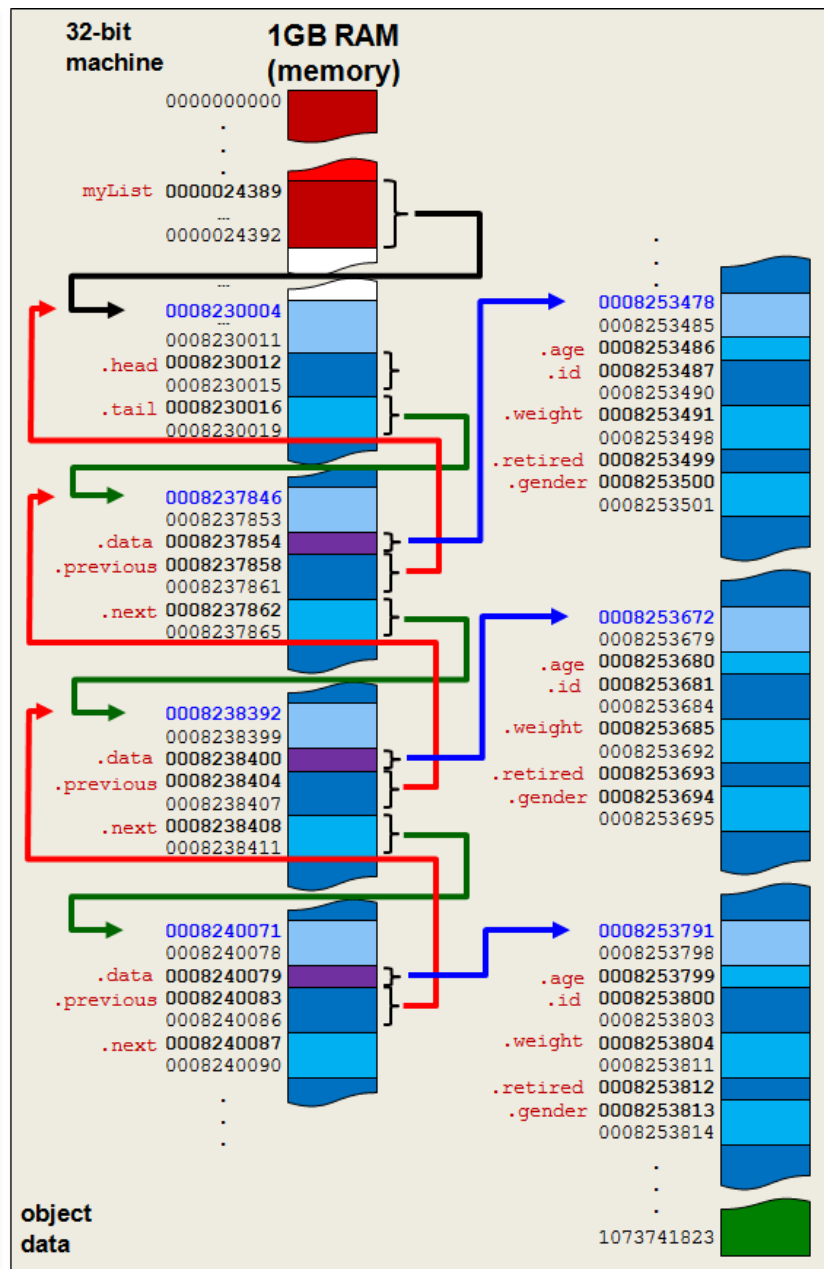 32-bit
machine
1GB RAM
(memory)
0000000000
.
.
.
.
myList 0000024389
...
0000024392
...
0008230004
...
0008230011
.head 0008230012
0008230015
.tail 0008230016
0008230019
0008237846
0008237853
.data 0008237854
.previous 0008237858
0008237861
.next 0008237862
0008237865
0008238392
0008238399
.data 0008238400
.previous 0008238404
0008238407
.next 0008238408
0008238411
0008240071
0008240078
.data 0008240079
.previous 0008240083
0008240086
.next 0008240087
0008240090
.
.
.
object
data
.
.
.
0008253478
0008253485
.age 0008253486
.id 0008253487
0008253490
.weight 0008253491
0008253498
.retired 0008253499
.gender 0008253500
0008253501
0008253672
0008253679
.age 0008253680
.id 0008253681
0008253684
.weight 0008253685
0008253692
.retired 0008253693
.gender 0008253694
0008253695
0008253791
0008253798
.age 0008253799
.id 0008253800
0008253803
.weight 0008253804
0008253811
.retired 0008253812
.gender 0008253813
0008253814
.
.
.
1073741823